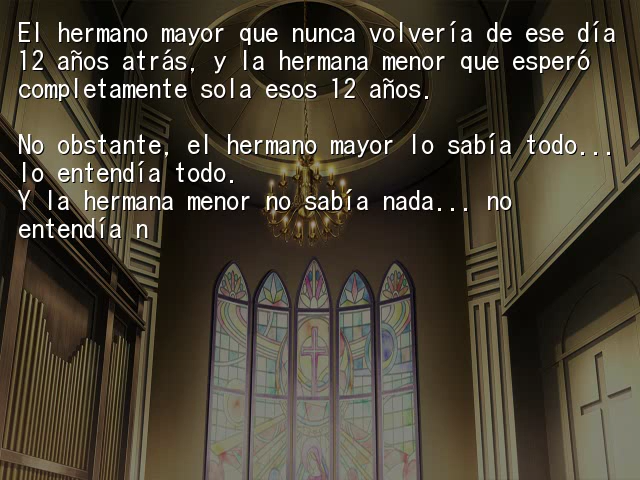 El hermano mayor que nunca volvería de ese día
12 años atrás, y la hermana menor que esperó
completamente sola esos 12 años.
No obstante, el hermano mayor lo sabía todo...
lo entendía todo.
Y la hermana menor no sabía nada... no
entendía n